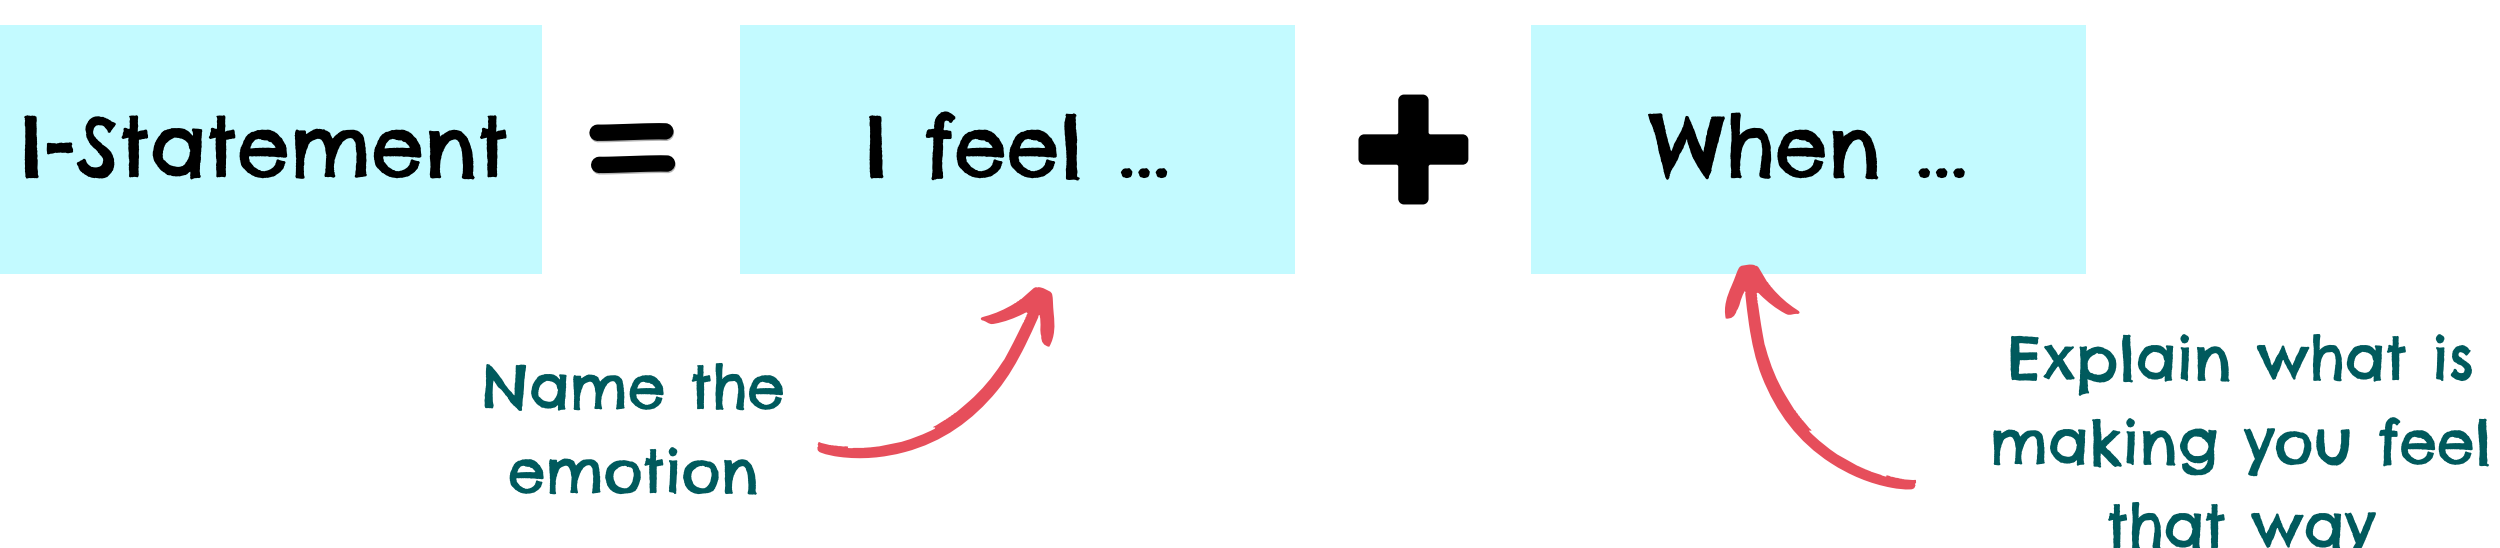 I-Statement = I feel ... + When ...
Name the
emotion
Explain what is
making you feel
that way